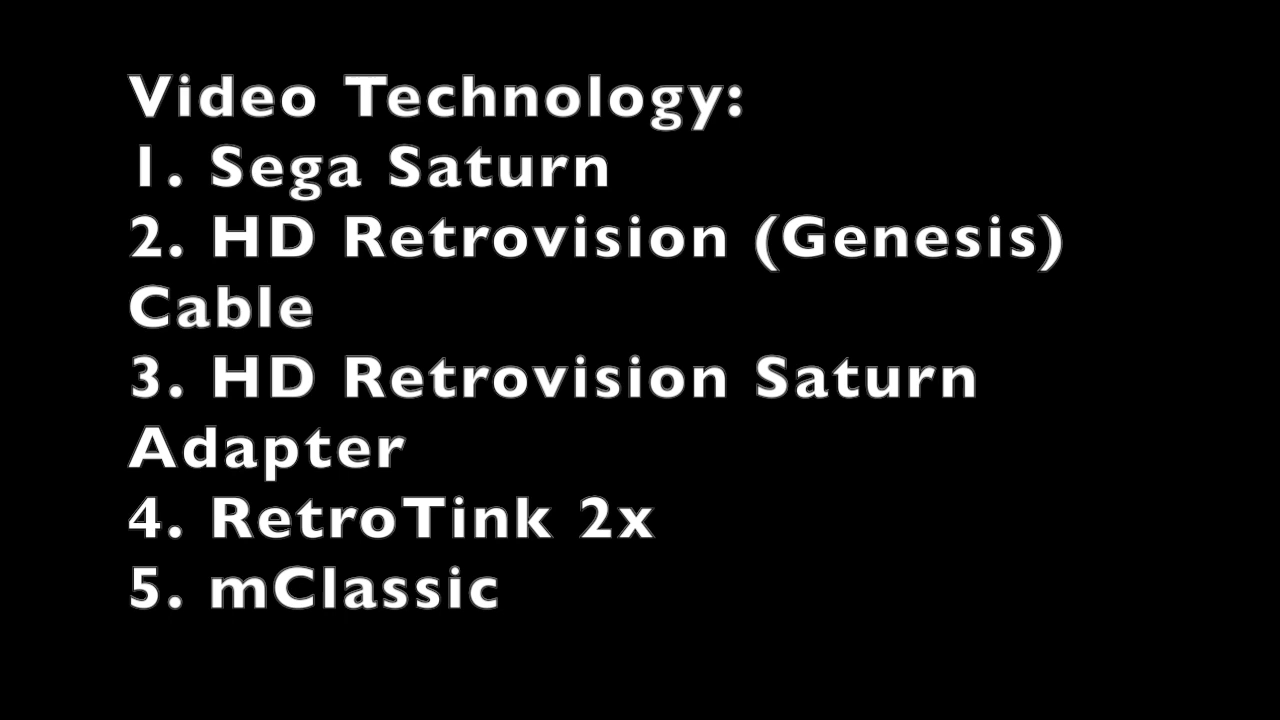 Video Technology:
1. Sega Saturn
2. HD Retrovision (Genesis)
Cable
3. HD Retrovision Saturn
Adapter
4. RetroTink 2x
5. mClassic